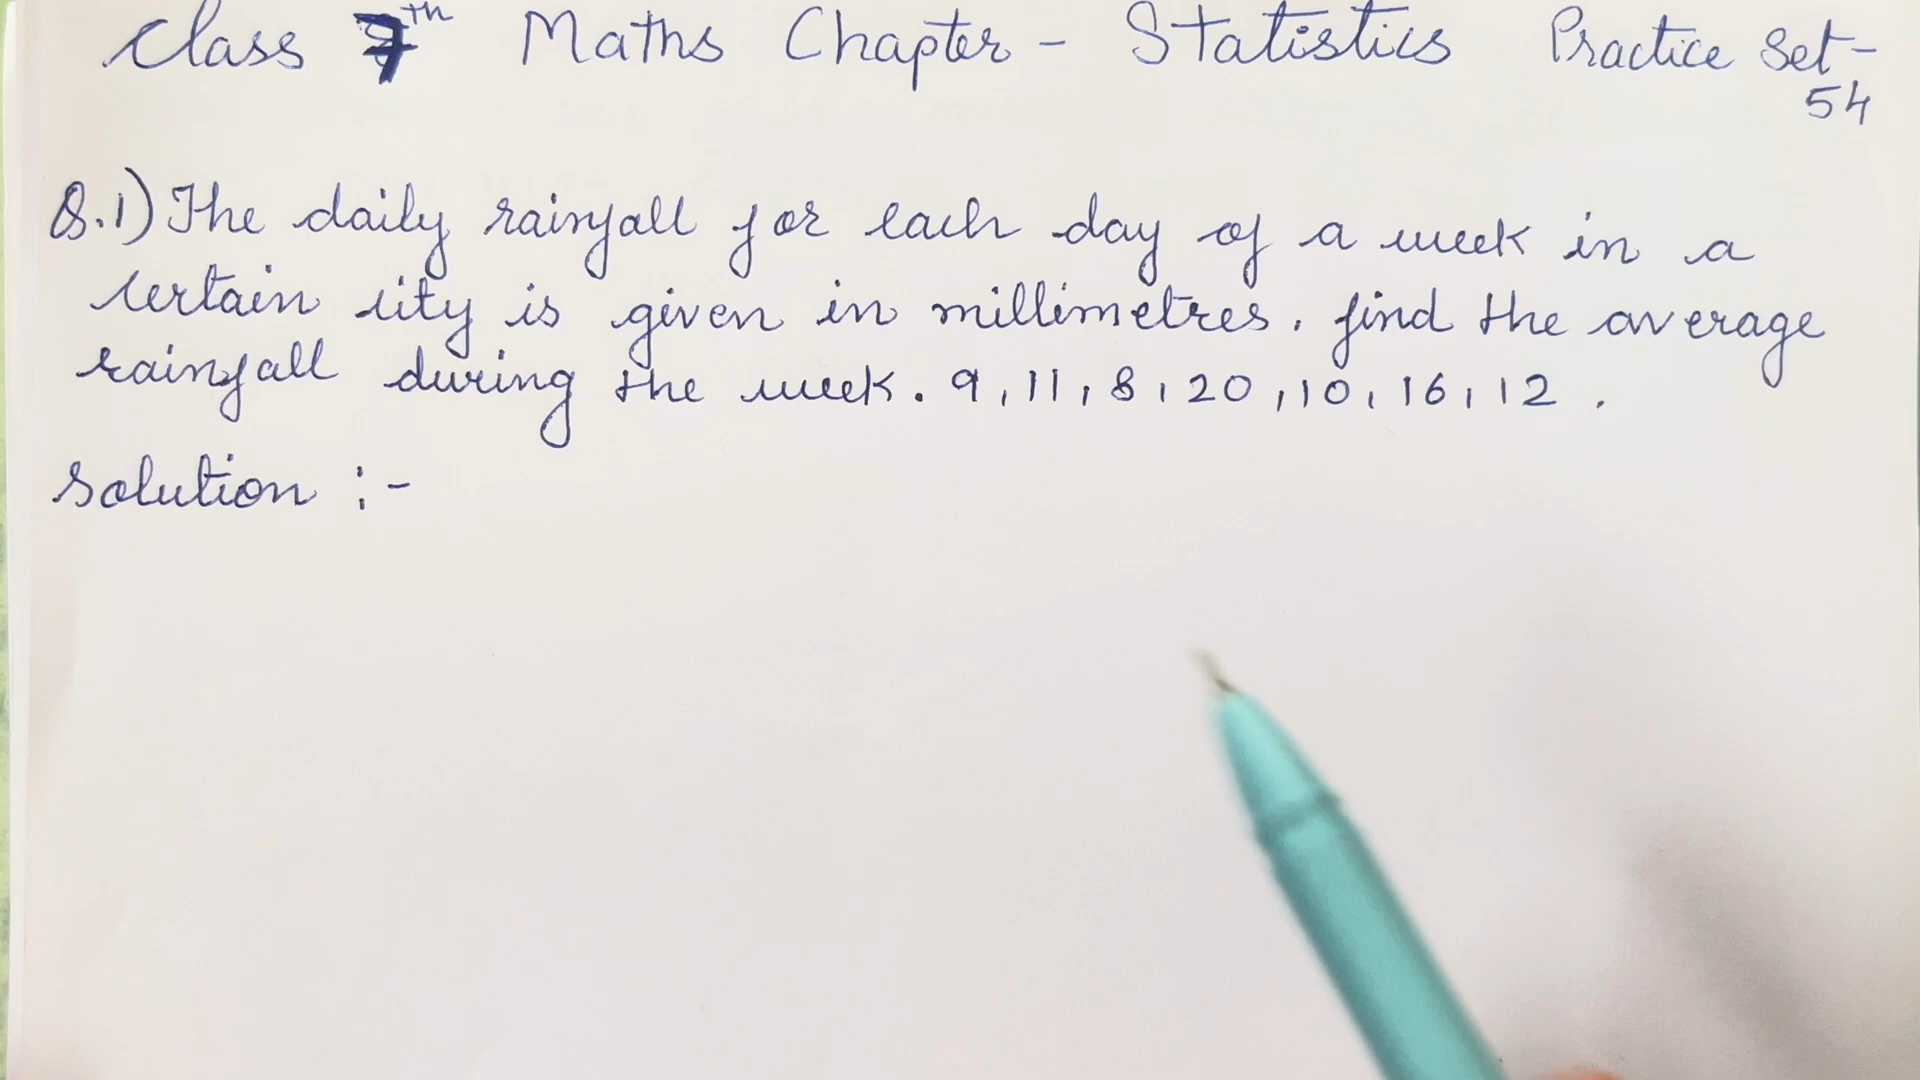 Class 7th Maths Chapter - Statistics Practice Set-
54
Q.1) The daily rainfall for each day of a week in a
certain city is given in millimetres. find the average
rainfall during the week. 9, 11, 8, 20, 10, 16, 12.
Solution :-